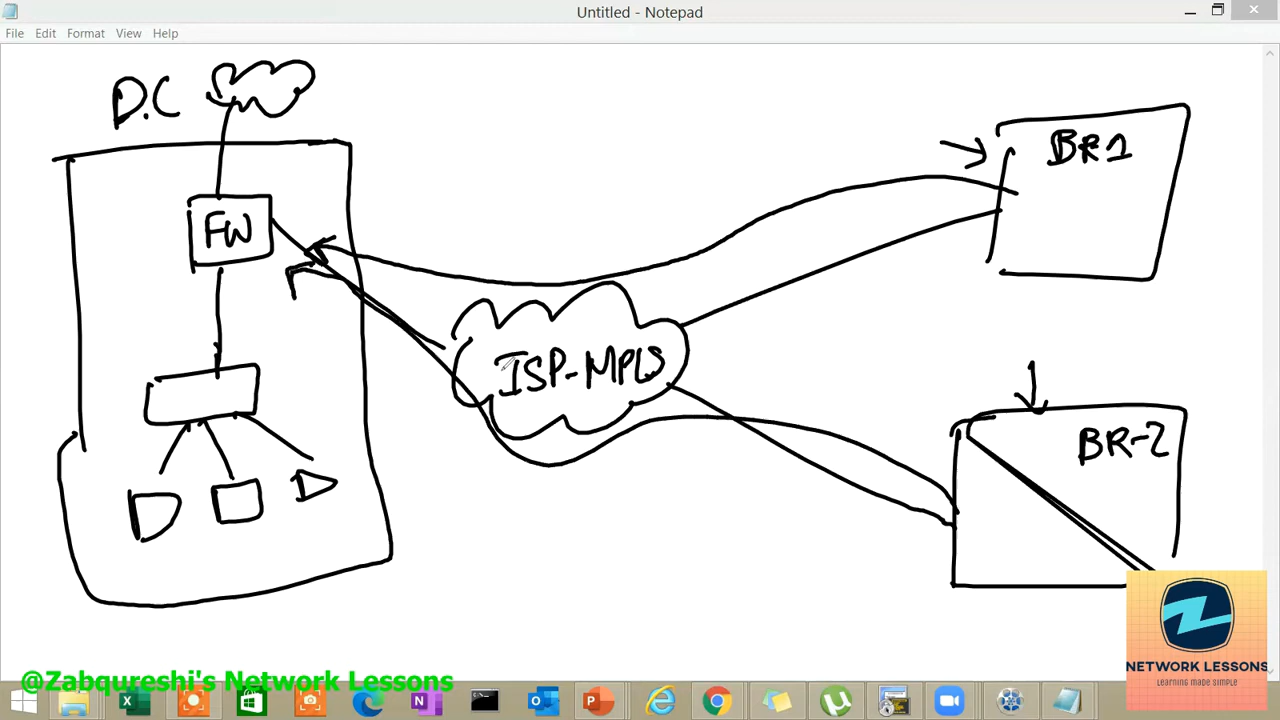 Untitled - Notepad
File Edit Format View Help
D.C
BR1
FW
ISP-MPLS
BR-2
NETWORK LESSONS
Learning made simple
@Zabqureshi's Network Lessons